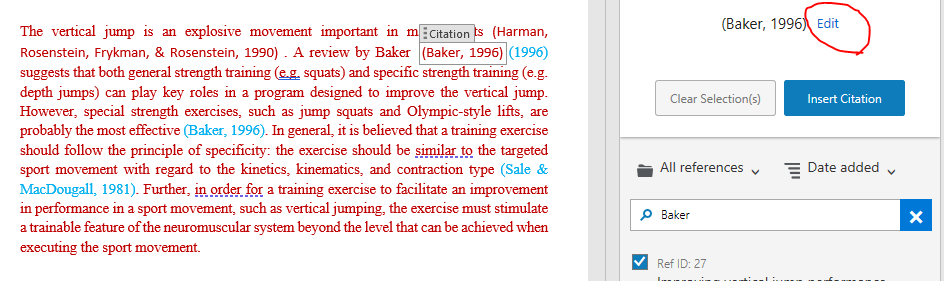 The vertical jump is an explosive movement important in m ts (Harman,
Citation
Rosenstein, Frykman, & Rosenstein, 1990) . A review by Baker (Baker, 1996) (1996)
suggests that both general strength training (e.g. squats) and specific strength training (e.g.
depth jumps) can play key roles in a program designed to improve the vertical jump.
However, special strength exercises, such as jump squats and Olympic-style lifts, are
probably the most effective (Baker, 1996). In general, it is believed that a training exercise
should follow the principle of specificity: the exercise should be similar to the targeted
sport movement with regard to the kinetics, kinematics, and contraction type (Sale &
MacDougall, 1981). Further, in order for a training exercise to facilitate an improvement
in performance in a sport movement, such as vertical jumping, the exercise must stimulate
a trainable feature of the neuromuscular system beyond the level that can be achieved when
executing the sport movement.
(Baker, 1996) Edit
Clear Selection(s) Insert Citation
All references Date added
Baker
Ref ID: 27
Improving vertical jump performance